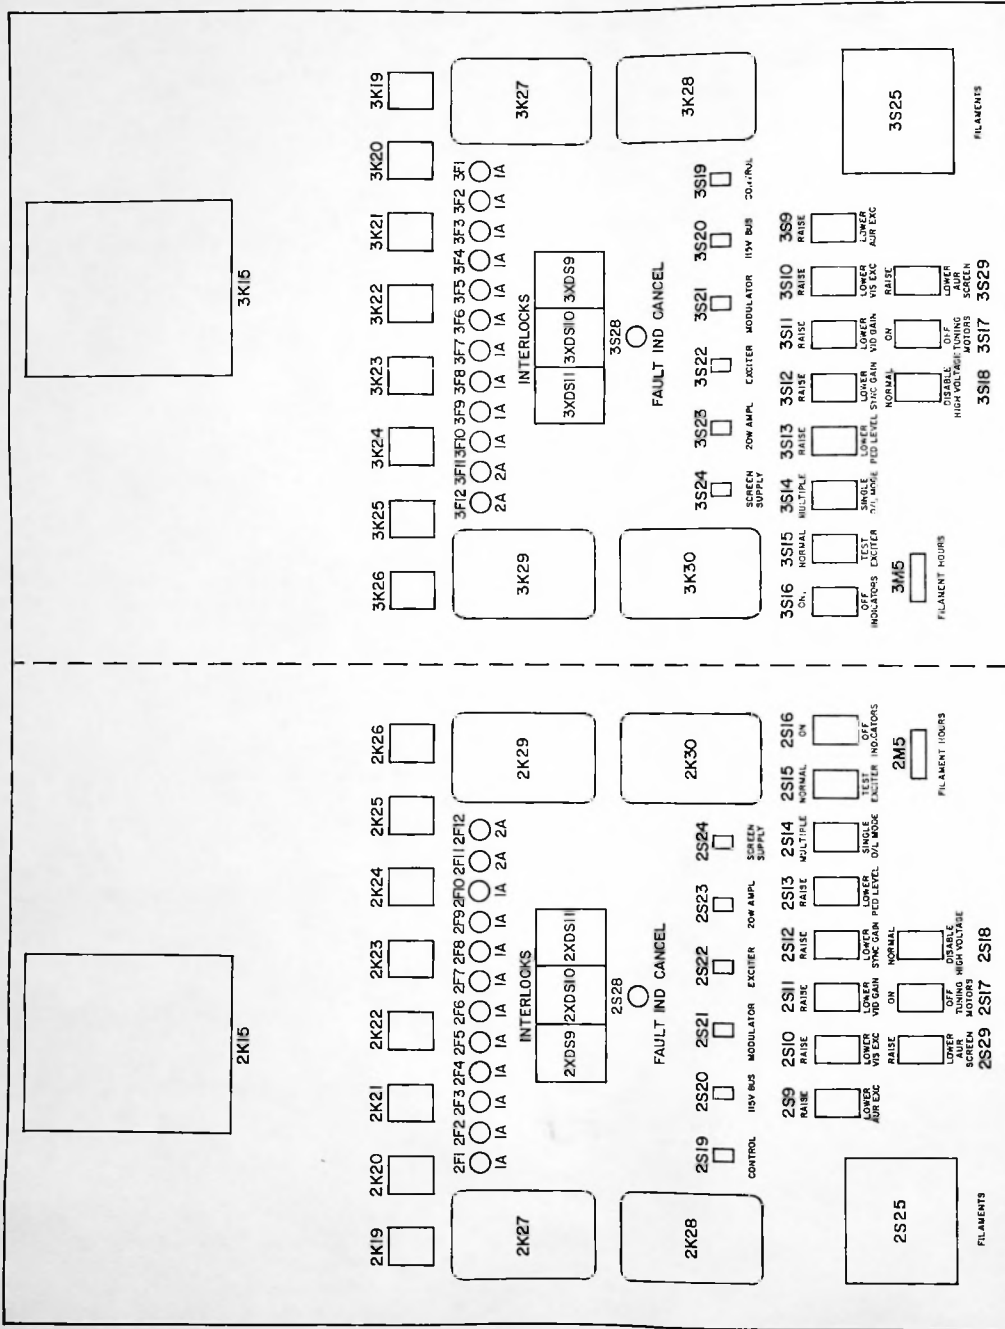 2K15 3K15
2K19 2K20 2K21 2K22 2K23 2K24 2K25 2K26 3K26 3K25 3K24 3K23 3K22 3K21 3K20 3K19
2F1 2F2 2F3 2F4 2F5 2F6 2F7 2F8 2F9 2F10 2F11 2F12 3F12 3F11 3F10 3F9 3F8 3F7 3F6 3F5 3F4 3F3 3F2 3F1
1A 1A 1A 1A 1A 1A 1A 1A 1A 1A 2A 2A 2A 2A 1A 1A 1A 1A 1A 1A 1A 1A 1A 1A
2K27 2K29 3K29 3K27
INTERLOCKS INTERLOCKS
2XDS9 2XDS10 2XDS11 3XDS11 3XDS10 3XDS9
2S28 3S28
FAULT IND CANCEL FAULT IND CANCEL
2K28 2K30 3K30 3K28
2S19 2S20 2S21 2S22 2S23 2S24 3S24 3S23 3S22 3S21 3S20 3S19
CONTROL 115V BUS MODULATOR EXCITER 20W AMPL SCREEN SUPPLY SCREEN SUPPLY 20W AMPL EXCITER MODULATOR 115V BUS CONTROL
2S9 2S10 2S11 2S12 2S13 2S14 2S15 2S16 3S16 3S15 3S14 3S13 3S12 3S11 3S10 3S9
RAISE RAISE RAISE RAISE RAISE MULTIPLE NORMAL ON ON NORMAL MULTIPLE RAISE RAISE RAISE RAISE RAISE
LOWER LOWER LOWER LOWER LOWER SINGLE TEST OFF OFF TEST SINGLE LOWER LOWER LOWER LOWER LOWER
AUR EXC VIS EXC VID GAIN SYNC GAIN PED LEVEL O/L MODE EXCITER INDICATORS INDICATORS EXCITER O/L MODE PED LEVEL SYNC GAIN VID GAIN VIS EXC AUR EXC
RAISE ON NORMAL NORMAL ON RAISE
2S25 2M5 3M5 3S25
LOWER OFF DISABLE DISABLE OFF LOWER
AUR TUNING HIGH VOLTAGE HIGH VOLTAGE TUNING AUR
SCREEN MOTORS MOTORS SCREEN
FILAMENTS FILAMENT HOURS FILAMENT HOURS FILAMENTS
2S29 2S17 2S18 3S18 3S17 3S29